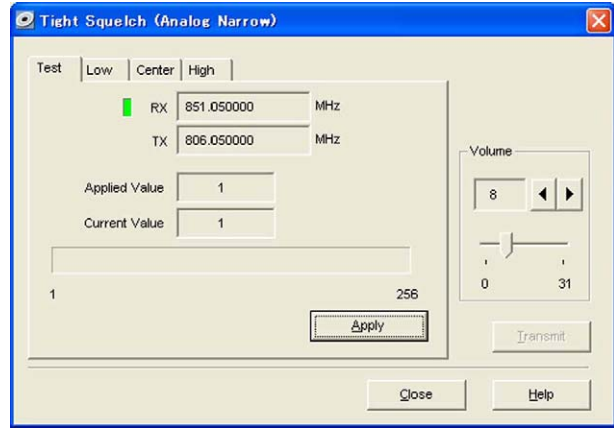 Tight Squelch (Analog Narrow)
Test Low Center High
RX 851.050000 MHz
TX 806.050000 MHz
Applied Value 1
Current Value 1
1 256
Apply
Volume
8
0 31
Transmit
Close Help